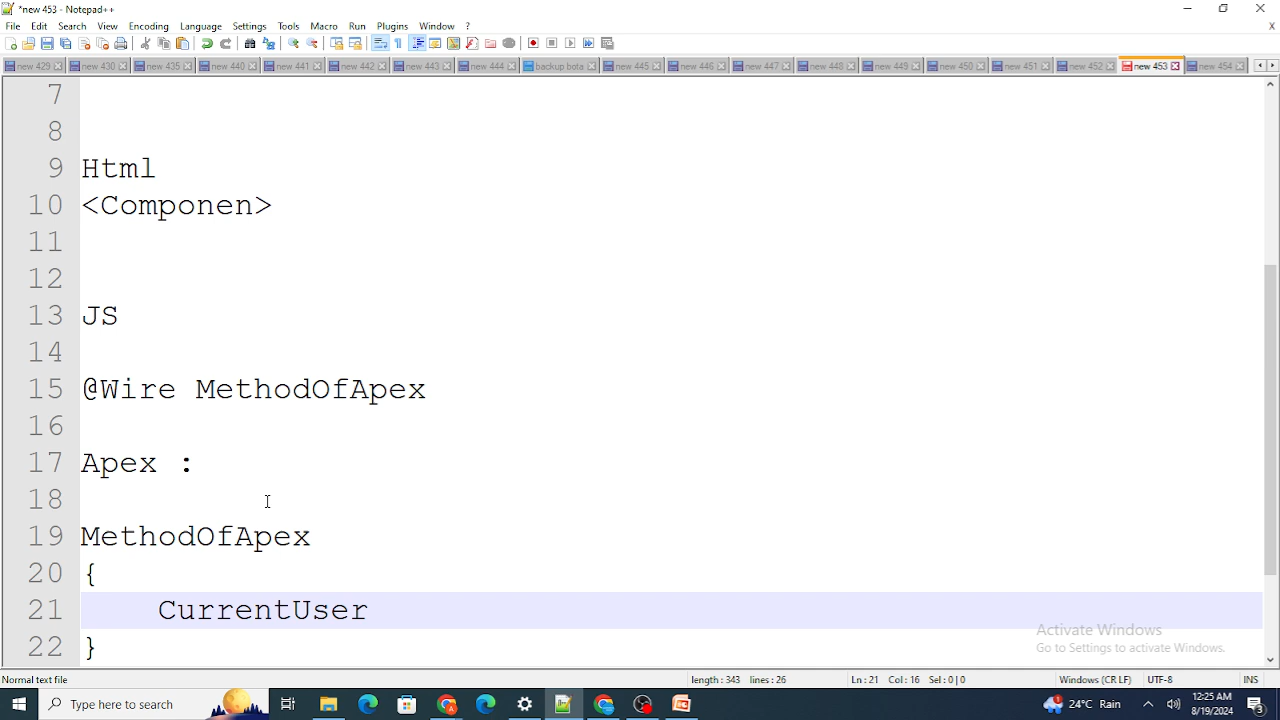 *new 453 - Notepad++
File Edit Search View Encoding Language Settings Tools Macro Run Plugins Window ?
new 429 new 430 new 435 new 440 new 441 new 442 new 443 new 444 backup bota new 445 new 446 new 447 new 448 new 449 new 450 new 451 new 452 new 453 new 454
7
8
9 Html
10 <Componen>
11
12
13 JS
14
15 @Wire MethodOfApex
16
17 Apex :
18
19 MethodOfApex
20 {
21 CurrentUser
22 }
Activate Windows
Go to Settings to activate Windows.
Normal text file length : 343 lines : 26 Ln : 21 Col : 16 Sel : 0 | 0 Windows (CR LF) UTF-8 INS
Type here to search 24°C Rain 12:25 AM
8/19/2024